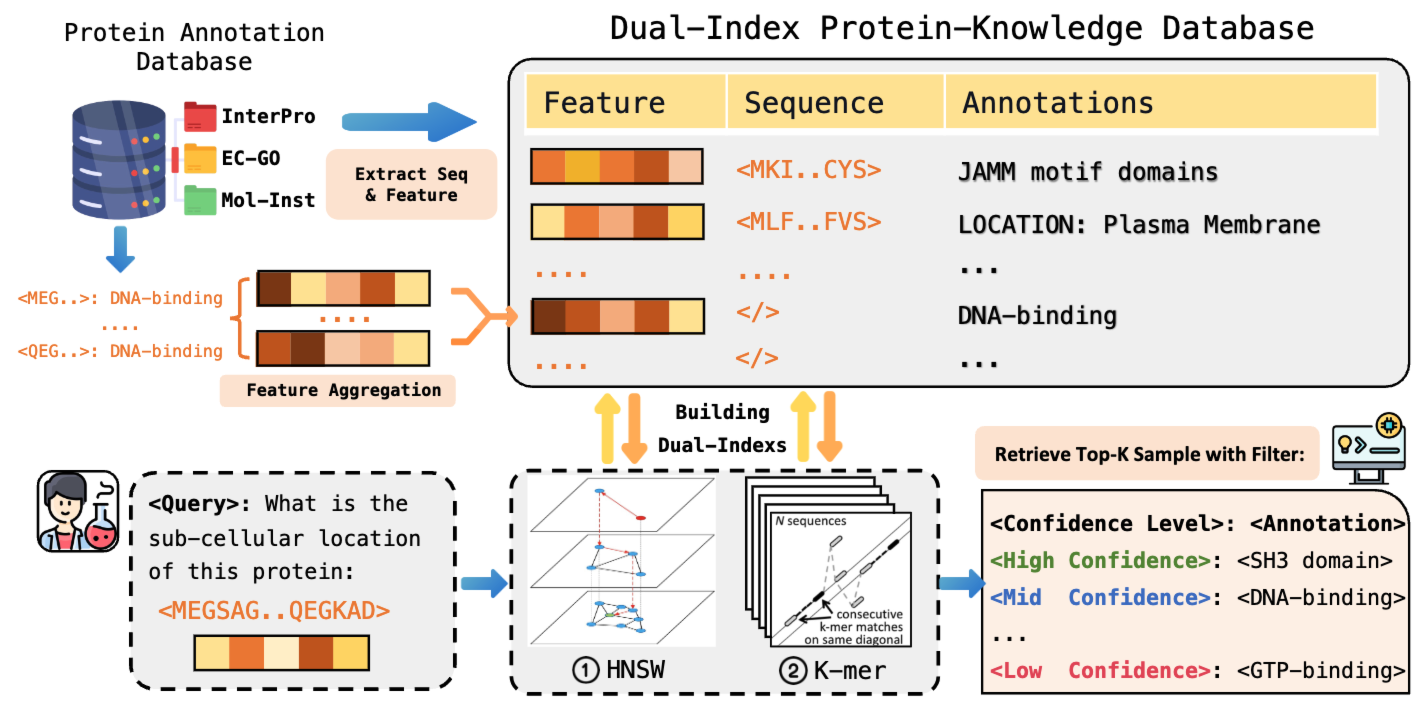 Protein Annotation
Database
InterPro
EC-GO
Mol-Inst
Extract Seq
& Feature
<MEG..>: DNA-binding
....
<QEG..>: DNA-binding
....
Feature Aggregation
Dual-Index Protein-Knowledge Database
Feature Sequence Annotations
<MKI..CYS> JAMM motif domains
<MLF..FVS> LOCATION: Plasma Membrane
.... .... ...
</> DNA-binding
.... </> ...
Building
Dual-Indexs
<Query>: What is the
sub-cellular location
of this protein:
<MEGSAG..QEGKAD>
① HNSW
N sequences
consecutive
k-mer matches
on same diagonal
② K-mer
Retrieve Top-K Sample with Filter:
<Confidence Level>: <Annotation>
<High Confidence>: <SH3 domain>
<Mid Confidence>: <DNA-binding>
...
<Low Confidence>: <GTP-binding>